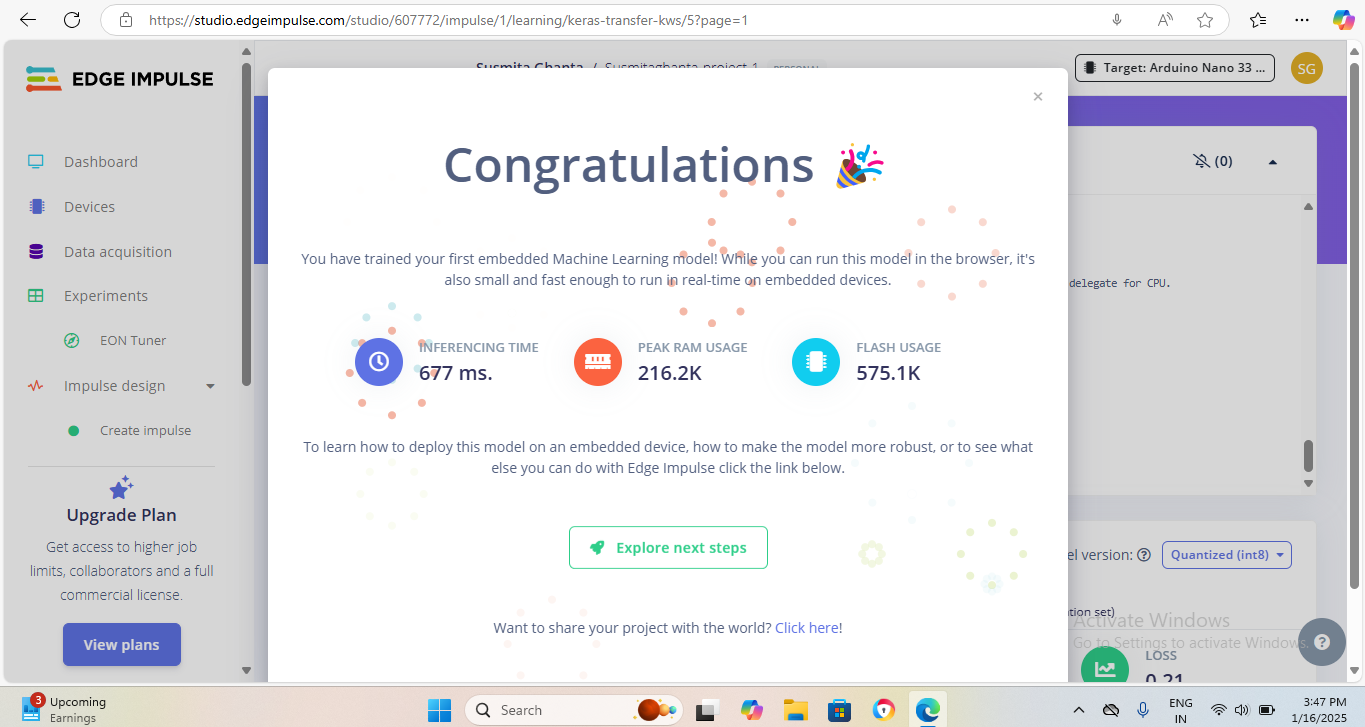 https://studio.edgeimpulse.com/studio/607772/impulse/1/learning/keras-transfer-kws/5?page=1
EDGE IMPULSE
Susmita Ghanta / Susmitaghanta-project-1 PERSONAL
Target: Arduino Nano 33 ...
SG
Dashboard
Devices
Data acquisition
Experiments
EON Tuner
Impulse design
Create impulse
Upgrade Plan
Get access to higher job
limits, collaborators and a full
commercial license.
View plans
×
Congratulations
You have trained your first embedded Machine Learning model! While you can run this model in the browser, it's
also small and fast enough to run in real-time on embedded devices.
INFERENCING TIME
677 ms.
PEAK RAM USAGE
216.2K
FLASH USAGE
575.1K
To learn how to deploy this model on an embedded device, how to make the model more robust, or to see what
else you can do with Edge Impulse click the link below.
Explore next steps
Want to share your project with the world? Click here!
(0)
delegate for CPU.
el version: ? Quantized (int8)
tion set)
Activate Windows
Go to Settings to activate Windows.
?
LOSS
0.21
3
Upcoming
Earnings
Search
ENG
IN
3:47 PM
1/16/2025